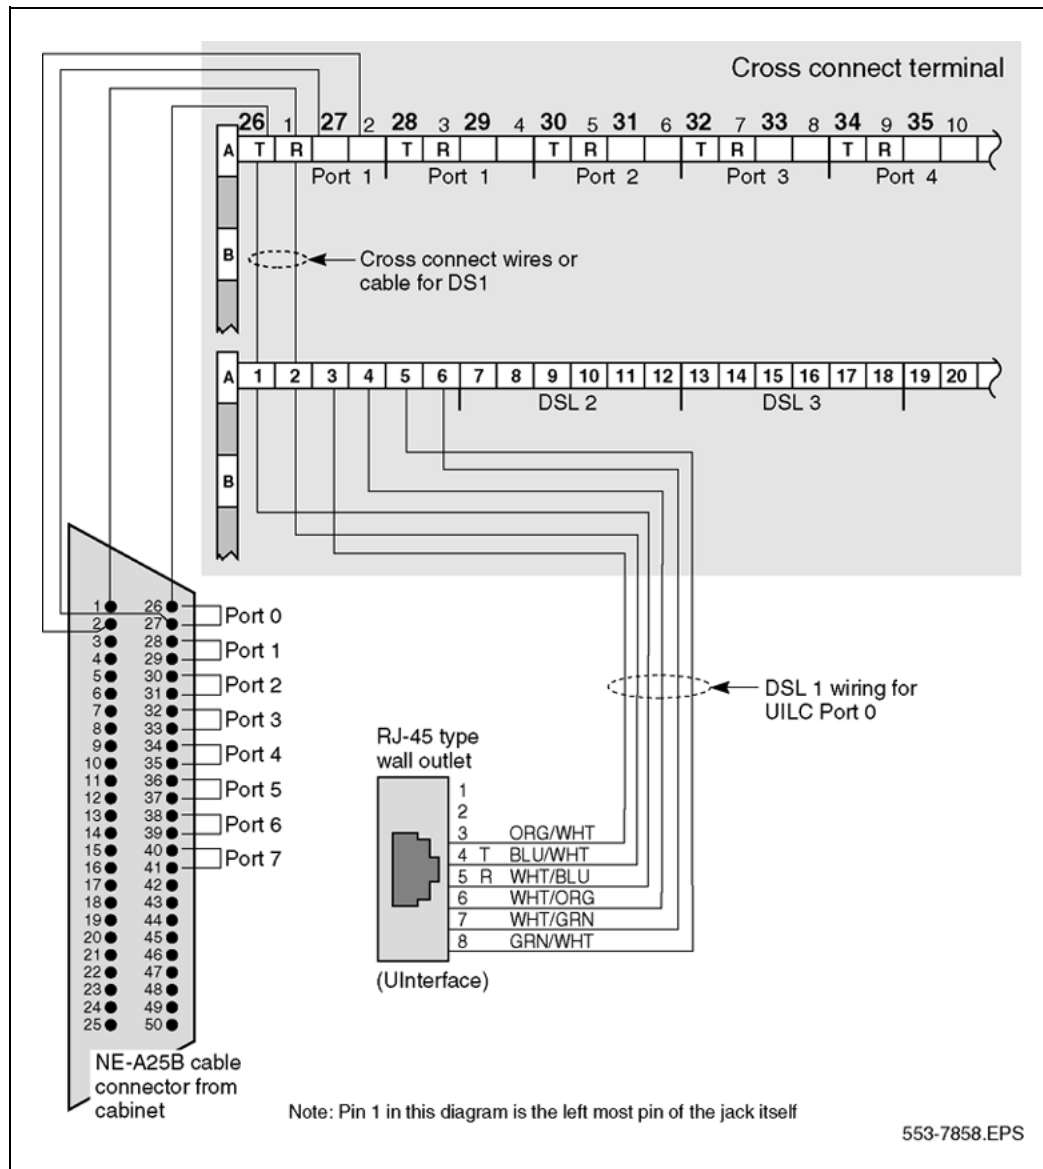 Cross connect terminal
26 1 27 2 28 3 29 4 30 5 31 6 32 7 33 8 34 9 35 10
A T R T R T R T R T R
Port 1 Port 1 Port 2 Port 3 Port 4
B
Cross connect wires or
cable for DS1
A 1 2 3 4 5 6 7 8 9 10 11 12 13 14 15 16 17 18 19 20
DSL 2 DSL 3
B
1 26
Port 0
2 27
3 28
Port 1
4 29
5 30
Port 2
6 31
7 32
Port 3
8 33
9 34
Port 4
10 35
11 36
Port 5
12 37
13 38
Port 6
14 39
15 40
Port 7
16 41
17 42
18 43
19 44
20 45
21 46
22 47
23 48
24 49
25 50
NE-A25B cable
connector from
cabinet
DSL 1 wiring for
UILC Port 0
RJ-45 type
wall outlet
1
2
3 ORG/WHT
4 T BLU/WHT
5 R WHT/BLU
6 WHT/ORG
7 WHT/GRN
8 GRN/WHT
(UInterface)
Note: Pin 1 in this diagram is the left most pin of the jack itself
553-7858.EPS